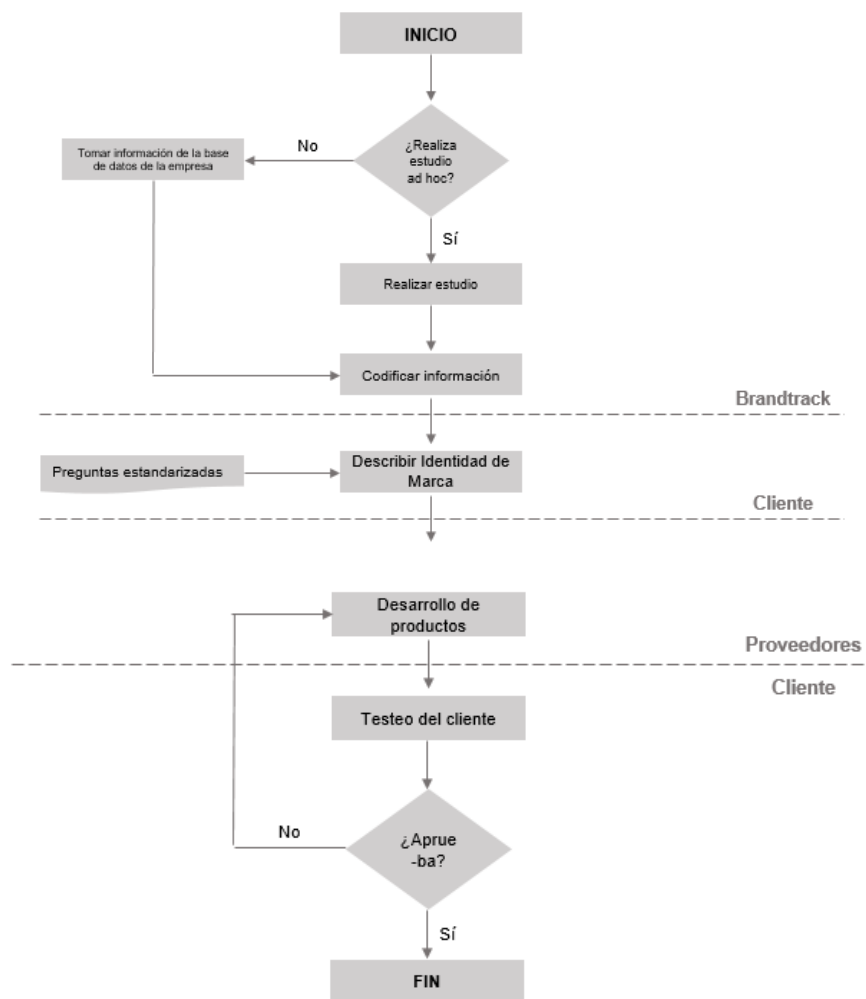 INICIO
¿Realiza
estudio
ad hoc?
No
Tomar información de la base
de datos de la empresa
Sí
Realizar estudio
Codificar información
Brandtrack
Preguntas estandarizadas
Describir Identidad de
Marca
Cliente
Desarrollo de
productos
Proveedores
Cliente
Testeo del cliente
¿Aprue
-ba?
No
Sí
FIN